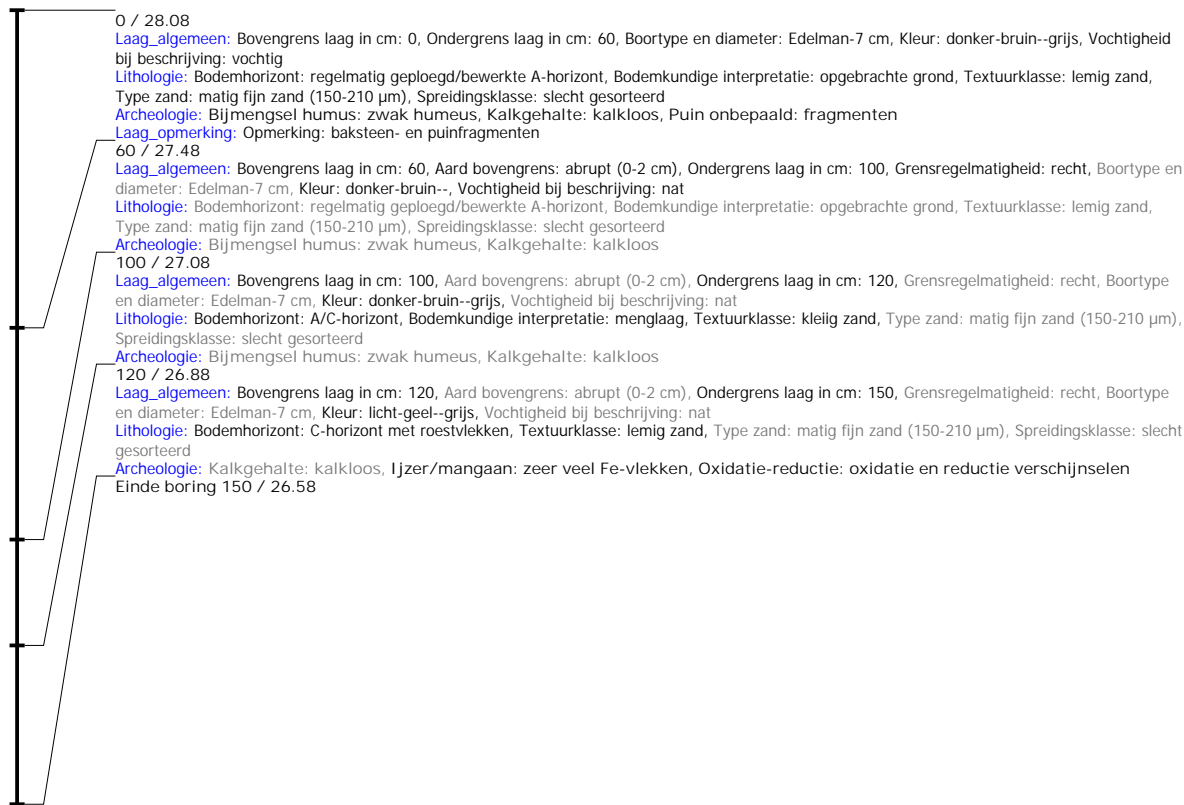 0 / 28.08
Laag_algemeen: Bovengrens laag in cm: 0, Ondergrens laag in cm: 60, Boortype en diameter: Edelman-7 cm, Kleur: donker-bruin--grijs, Vochtigheid
bij beschrijving: vochtig
Lithologie: Bodemhorizont: regelmatig geploegd/bewerkte A-horizont, Bodemkundige interpretatie: opgebrachte grond, Textuurklasse: lemig zand,
Type zand: matig fijn zand (150-210 µm), Spreidingsklasse: slecht gesorteerd
Archeologie: Bijmengsel humus: zwak humeus, Kalkgehalte: kalkloos, Puin onbepaald: fragmenten
Laag_opmerking: Opmerking: baksteen- en puinfragmenten
60 / 27.48
Laag_algemeen: Bovengrens laag in cm: 60, Aard bovengrens: abrupt (0-2 cm), Ondergrens laag in cm: 100, Grensregelmatigheid: recht, Boortype en
diameter: Edelman-7 cm, Kleur: donker-bruin--, Vochtigheid bij beschrijving: nat
Lithologie: Bodemhorizont: regelmatig geploegd/bewerkte A-horizont, Bodemkundige interpretatie: opgebrachte grond, Textuurklasse: lemig zand,
Type zand: matig fijn zand (150-210 µm), Spreidingsklasse: slecht gesorteerd
Archeologie: Bijmengsel humus: zwak humeus, Kalkgehalte: kalkloos
100 / 27.08
Laag_algemeen: Bovengrens laag in cm: 100, Aard bovengrens: abrupt (0-2 cm), Ondergrens laag in cm: 120, Grensregelmatigheid: recht, Boortype
en diameter: Edelman-7 cm, Kleur: donker-bruin--grijs, Vochtigheid bij beschrijving: nat
Lithologie: Bodemhorizont: A/C-horizont, Bodemkundige interpretatie: menglaag, Textuurklasse: kleiig zand, Type zand: matig fijn zand (150-210 µm),
Spreidingsklasse: slecht gesorteerd
Archeologie: Bijmengsel humus: zwak humeus, Kalkgehalte: kalkloos
120 / 26.88
Laag_algemeen: Bovengrens laag in cm: 120, Aard bovengrens: abrupt (0-2 cm), Ondergrens laag in cm: 150, Grensregelmatigheid: recht, Boortype
en diameter: Edelman-7 cm, Kleur: licht-geel--grijs, Vochtigheid bij beschrijving: nat
Lithologie: Bodemhorizont: C-horizont met roestvlekken, Textuurklasse: lemig zand, Type zand: matig fijn zand (150-210 µm), Spreidingsklasse: slecht
gesorteerd
Archeologie: Kalkgehalte: kalkloos, Ijzer/mangaan: zeer veel Fe-vlekken, Oxidatie-reductie: oxidatie en reductie verschijnselen
Einde boring 150 / 26.58